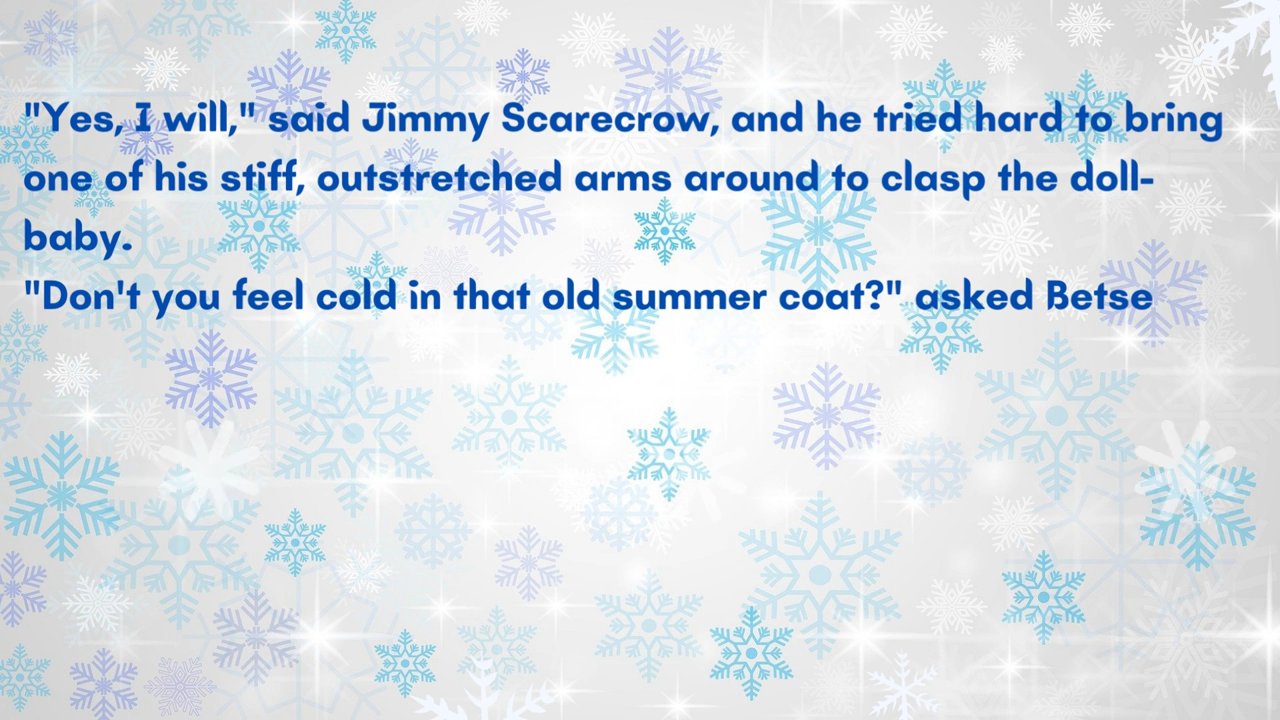 "Yes, I will," said Jimmy Scarecrow, and he tried hard to bring
one of his stiff, outstretched arms around to clasp the doll-
baby.
"Don't you feel cold in that old summer coat?" asked Betse